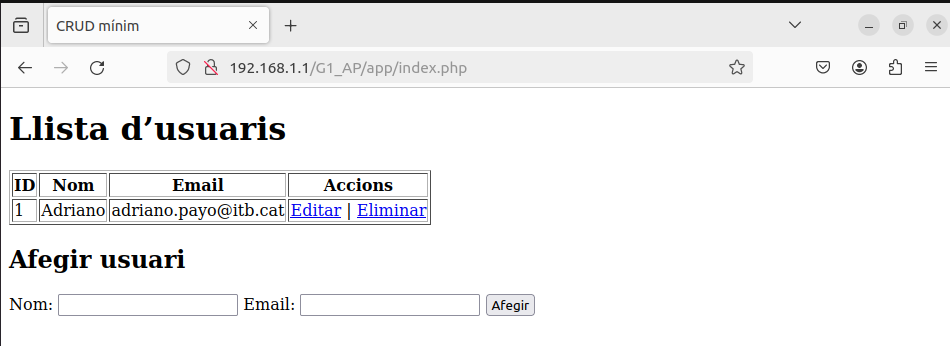 CRUD mínim
192.168.1.1/G1_AP/app/index.php
Llista d’usuaris
ID Nom Email Accions
1 Adriano adriano.payo@itb.cat Editar | Eliminar
Afegir usuari
Nom: Email: Afegir